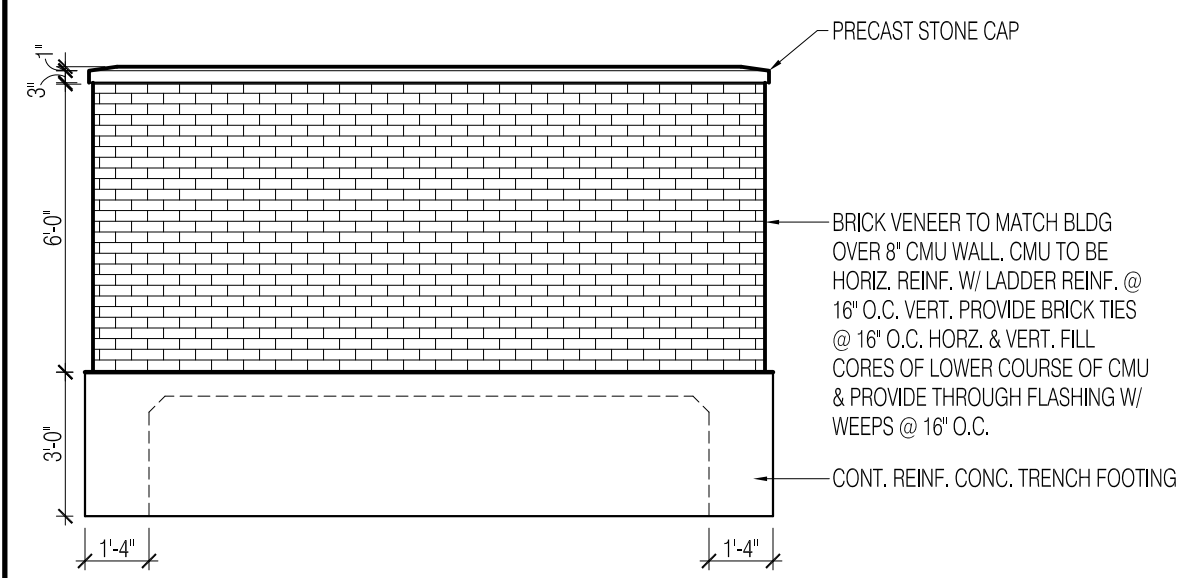 PRECAST STONE CAP
1"
3"
6'-0"
BRICK VENEER TO MATCH BLDG
OVER 8" CMU WALL. CMU TO BE
HORIZ. REINF. W/ LADDER REINF. @
16" O.C. VERT. PROVIDE BRICK TIES
@ 16" O.C. HORZ. & VERT. FILL
CORES OF LOWER COURSE OF CMU
& PROVIDE THROUGH FLASHING W/
WEEPS @ 16" O.C.
3'-0"
CONT. REINF. CONC. TRENCH FOOTING
1'-4"
1'-4"